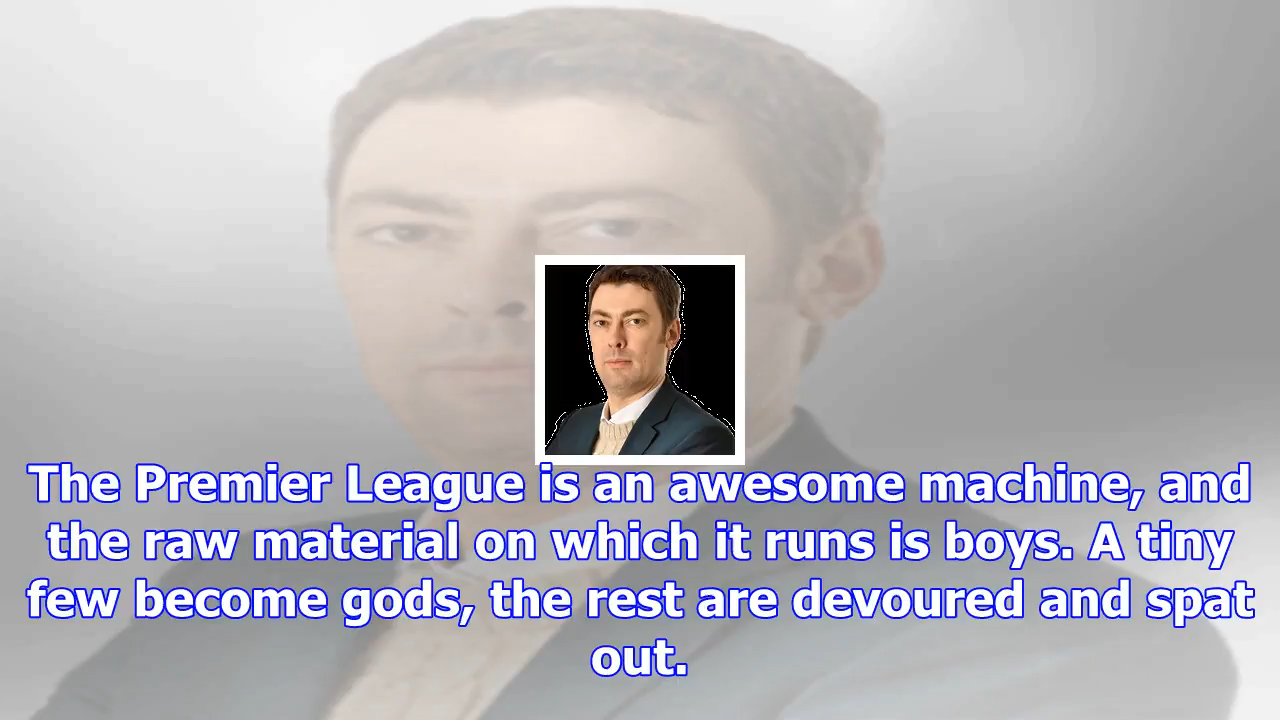 The Premier League is an awesome machine, and
the raw material on which it runs is boys. A tiny
few become gods, the rest are devoured and spat
out.